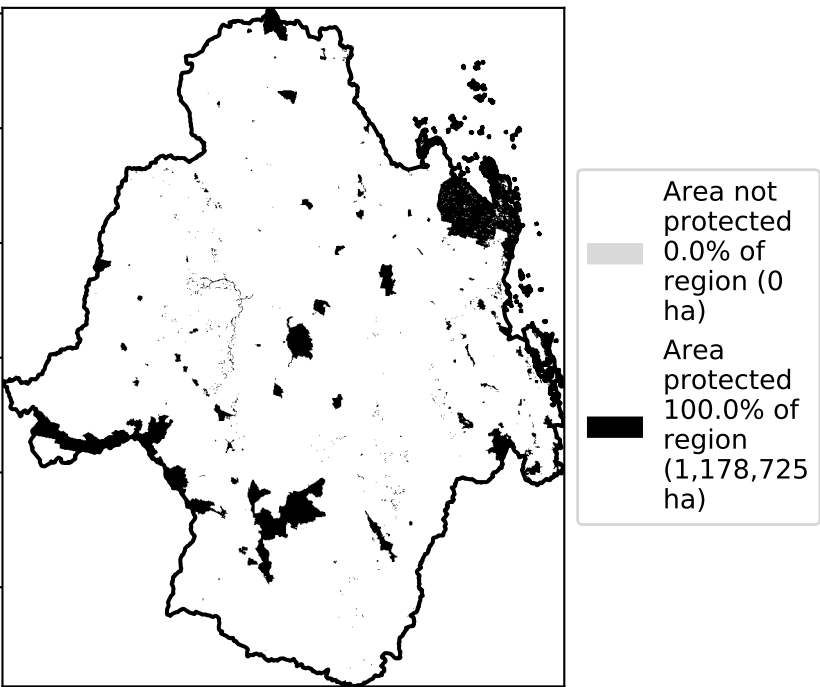 Area not
protected
0.0% of
region (0
ha)
Area
protected
100.0% of
region
(1,178,725
ha)